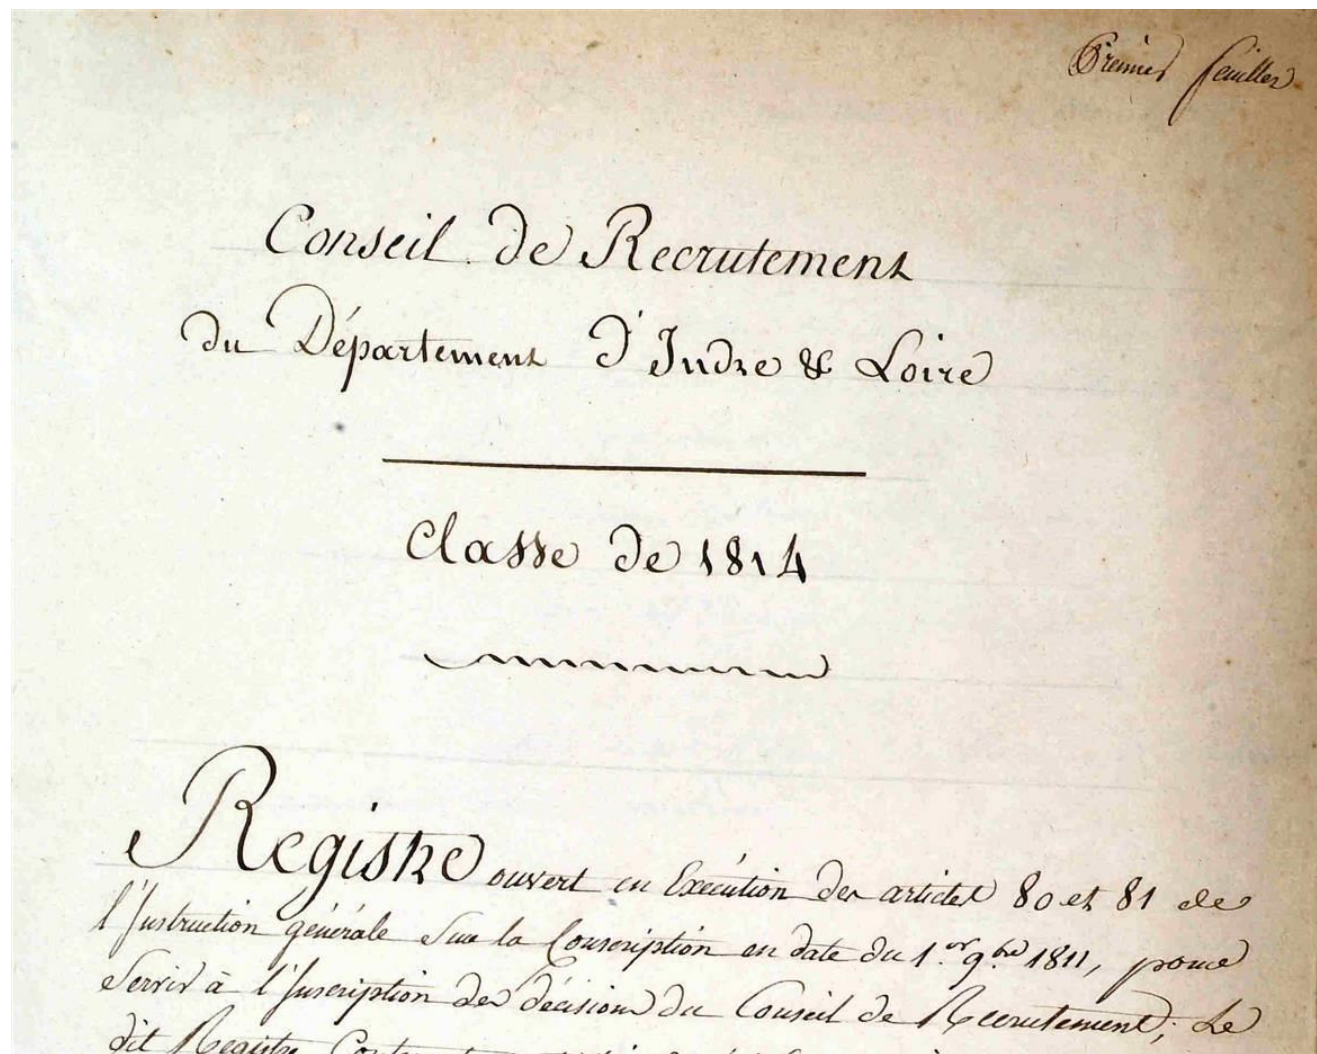 Premier feuillet
Conseil de Recrutement
du Département d'Indre & Loire
Classe de 1814
Registre ouvert en Exécution des articles 80 et 81 de
l'Instruction générale sur la Conscription en date du 1.er 9.bre 1811, pour
Servir à l'Inscription des décisions du Conseil de Recrutement; Le
dit Registre